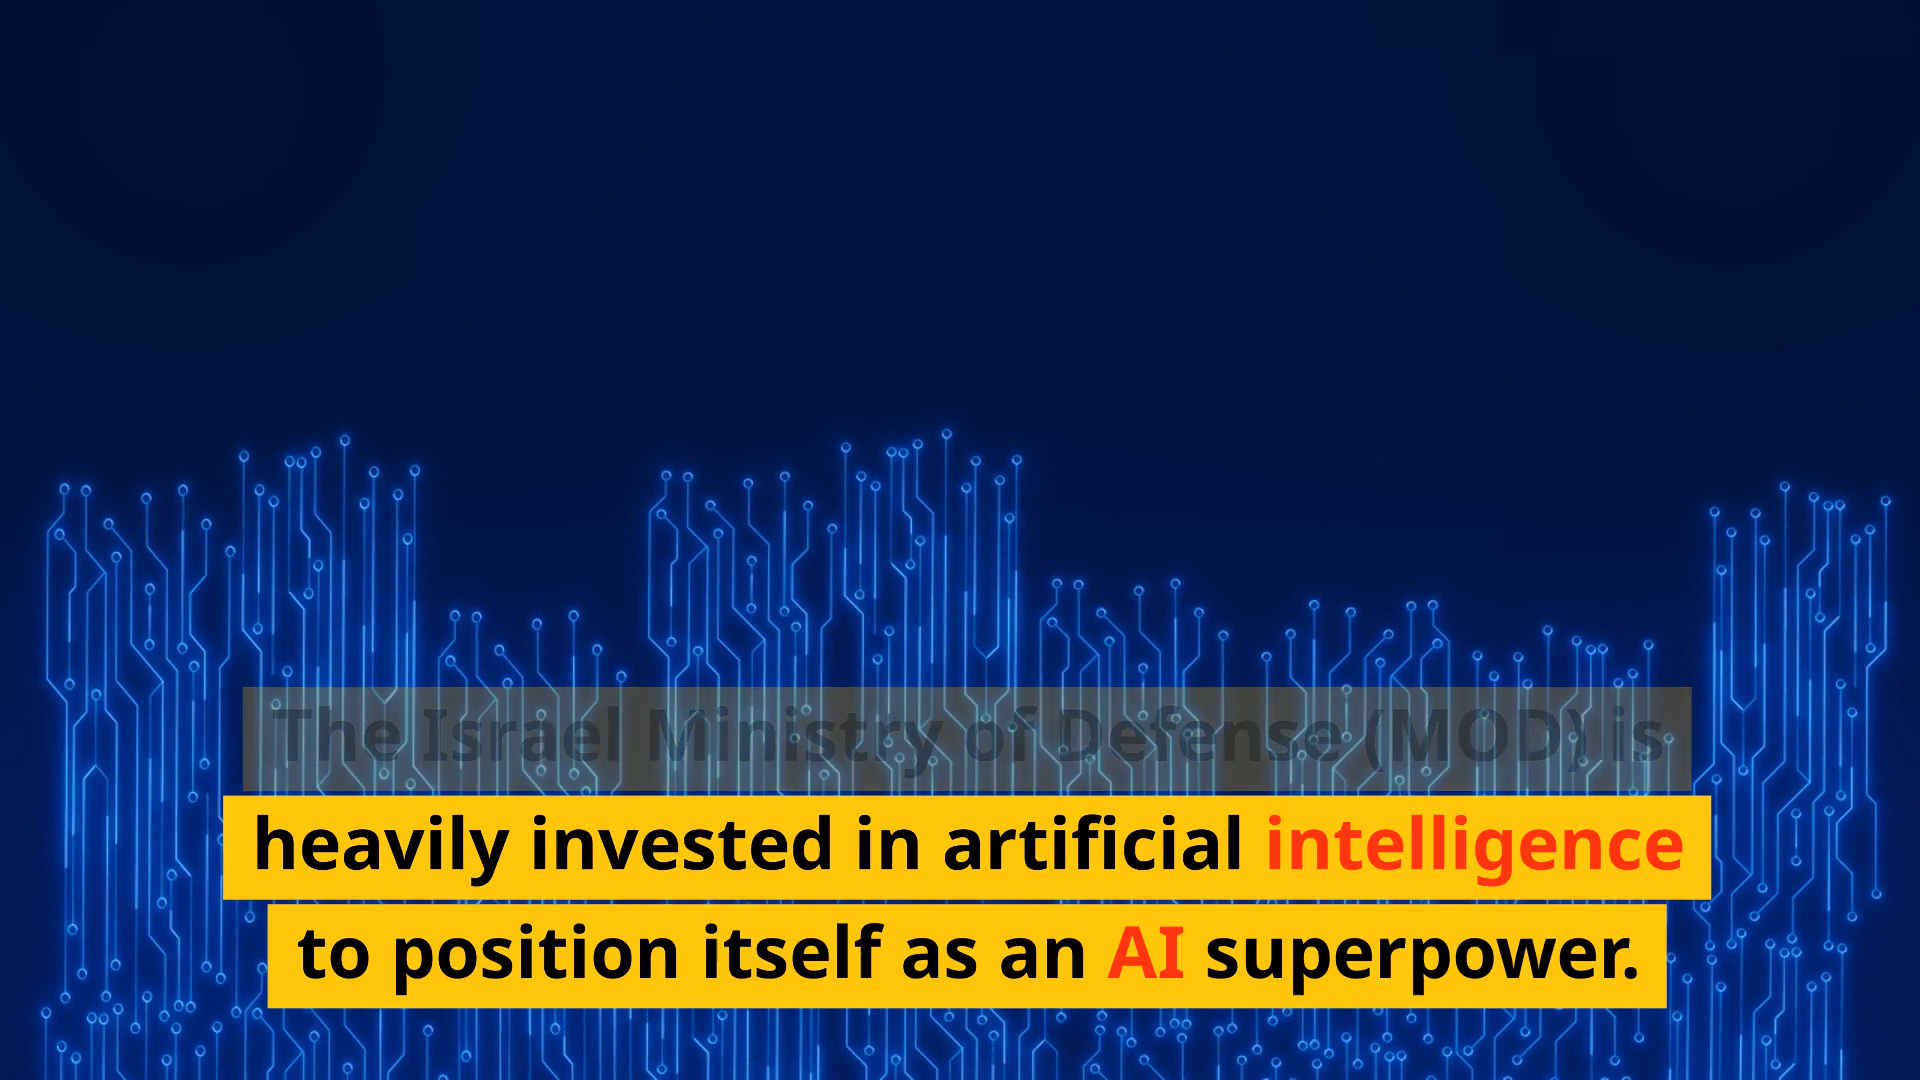 The Israel Ministry of Defense (MOD) is
heavily invested in artificial intelligence
to position itself as an AI superpower.